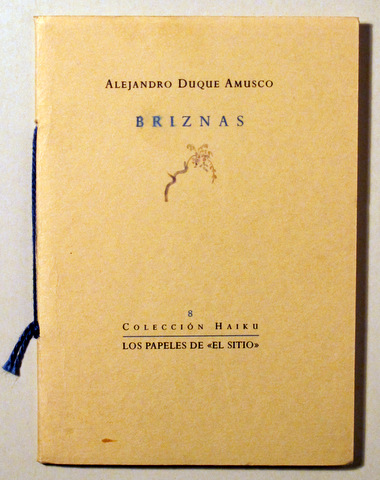 ALEJANDRO DUQUE AMUSCO
BRIZNAS
8
COLECCIÓN HAIKU
LOS PAPELES DE «EL SITIO»